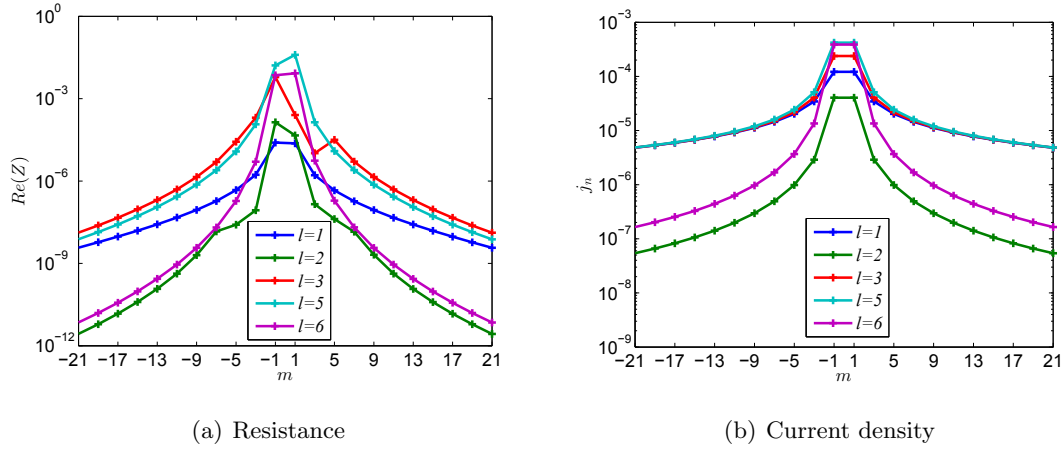 10^0
10^−3
10^−6
10^−9
10^−12
Re(Z)
l=1
l=2
l=3
l=5
l=6
−21 −17 −13 −9 −5 −1 1 5 9 13 17 21
m
(a) Resistance
10^−3
10^−4
10^−5
10^−6
10^−7
10^−8
10^−9
j_n
l=1
l=2
l=3
l=5
l=6
−21 −17 −13 −9 −5 −1 1 5 9 13 17 21
m
(b) Current density